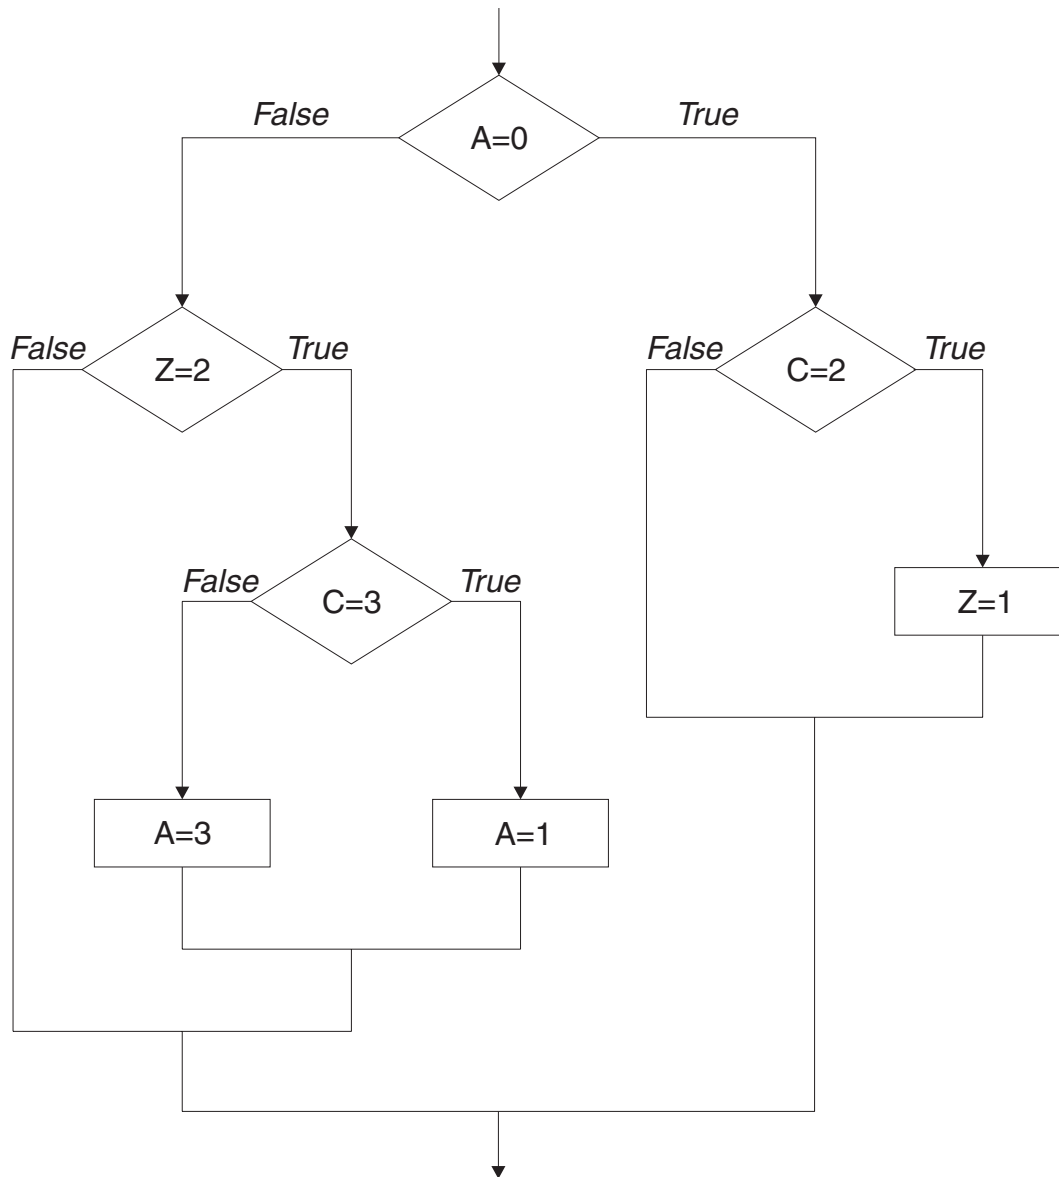 False
True
A=0
False
True
Z=2
False
True
C=2
False
True
C=3
Z=1
A=3
A=1